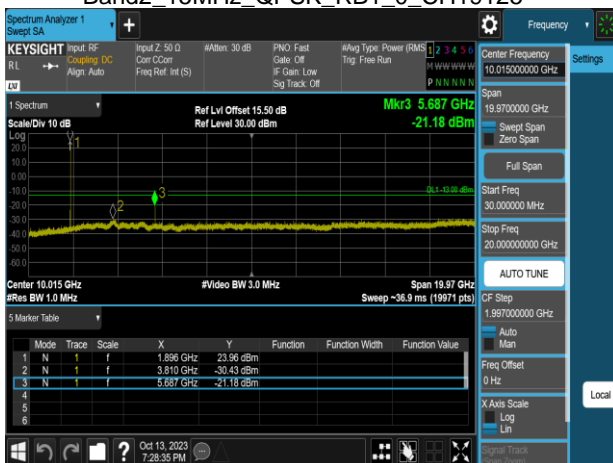 Band2_15MHz_QPSK_RB1_0_CH19125
Spectrum Analyzer 1
Swept SA
Frequency
KEYSIGHT
Input: RF
Input Z: 50 Ω
#Atten: 30 dB
PNO: Fast
#Avg Type: Power (RMS
1 2 3 4 5 6
RL
Coupling: DC
Corr CCorr
Gate: Off
Trig: Free Run
M WWWWW
Align: Auto
Freq Ref: Int (S)
IF Gain: Low
Sig Track: Off
P NNNNN
LXI
1 Spectrum
Ref Lvl Offset 15.50 dB
Mkr3 5.687 GHz
Scale/Div 10 dB
Ref Level 30.00 dBm
-21.18 dBm
Log
20.0
10.0
0.00
-10.0
-20.0
-30.0
-40.0
-50.0
-60.0
1
2
3
DL1 -13.00 dBm
Center 10.015 GHz
#Video BW 3.0 MHz
Span 19.97 GHz
#Res BW 1.0 MHz
Sweep ~36.9 ms (19971 pts)
5 Marker Table
Mode Trace Scale X Y Function Function Width Function Value
1 N 1 f 1.896 GHz 23.96 dBm
2 N 1 f 3.810 GHz -30.43 dBm
3 N 1 f 5.687 GHz -21.18 dBm
4
5
6
Oct 13, 2023
7:28:35 PM
Center Frequency
10.015000000 GHz
Settings
Span
19.9700000 GHz
Swept Span
Zero Span
Full Span
Start Freq
30.000000 MHz
Stop Freq
20.000000000 GHz
AUTO TUNE
CF Step
1.997000000 GHz
Auto
Man
Freq Offset
0 Hz
Local
X Axis Scale
Log
Lin
Signal Track
(Span Zoom)